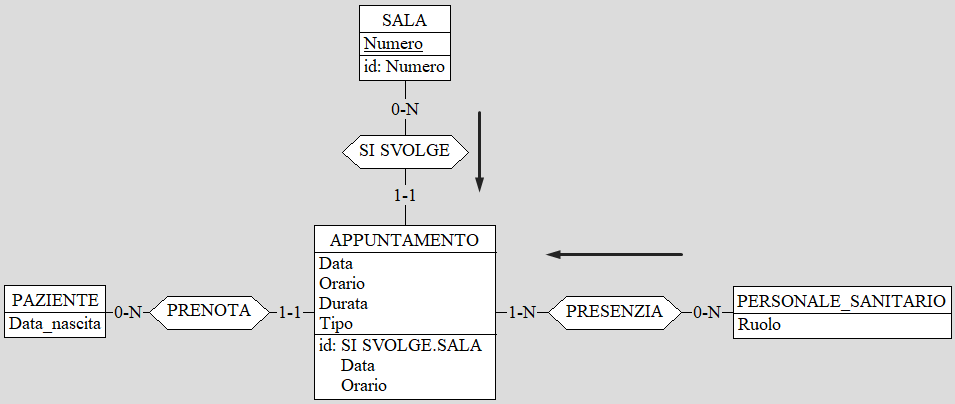 SALA
Numero
id: Numero
0-N
SI SVOLGE
1-1
APPUNTAMENTO
Data
Orario
Durata
Tipo
id: SI SVOLGE.SALA
Data
Orario
PAZIENTE
Data_nascita
0-N
PRENOTA
1-1
1-N
PRESENZIA
0-N
PERSONALE_SANITARIO
Ruolo